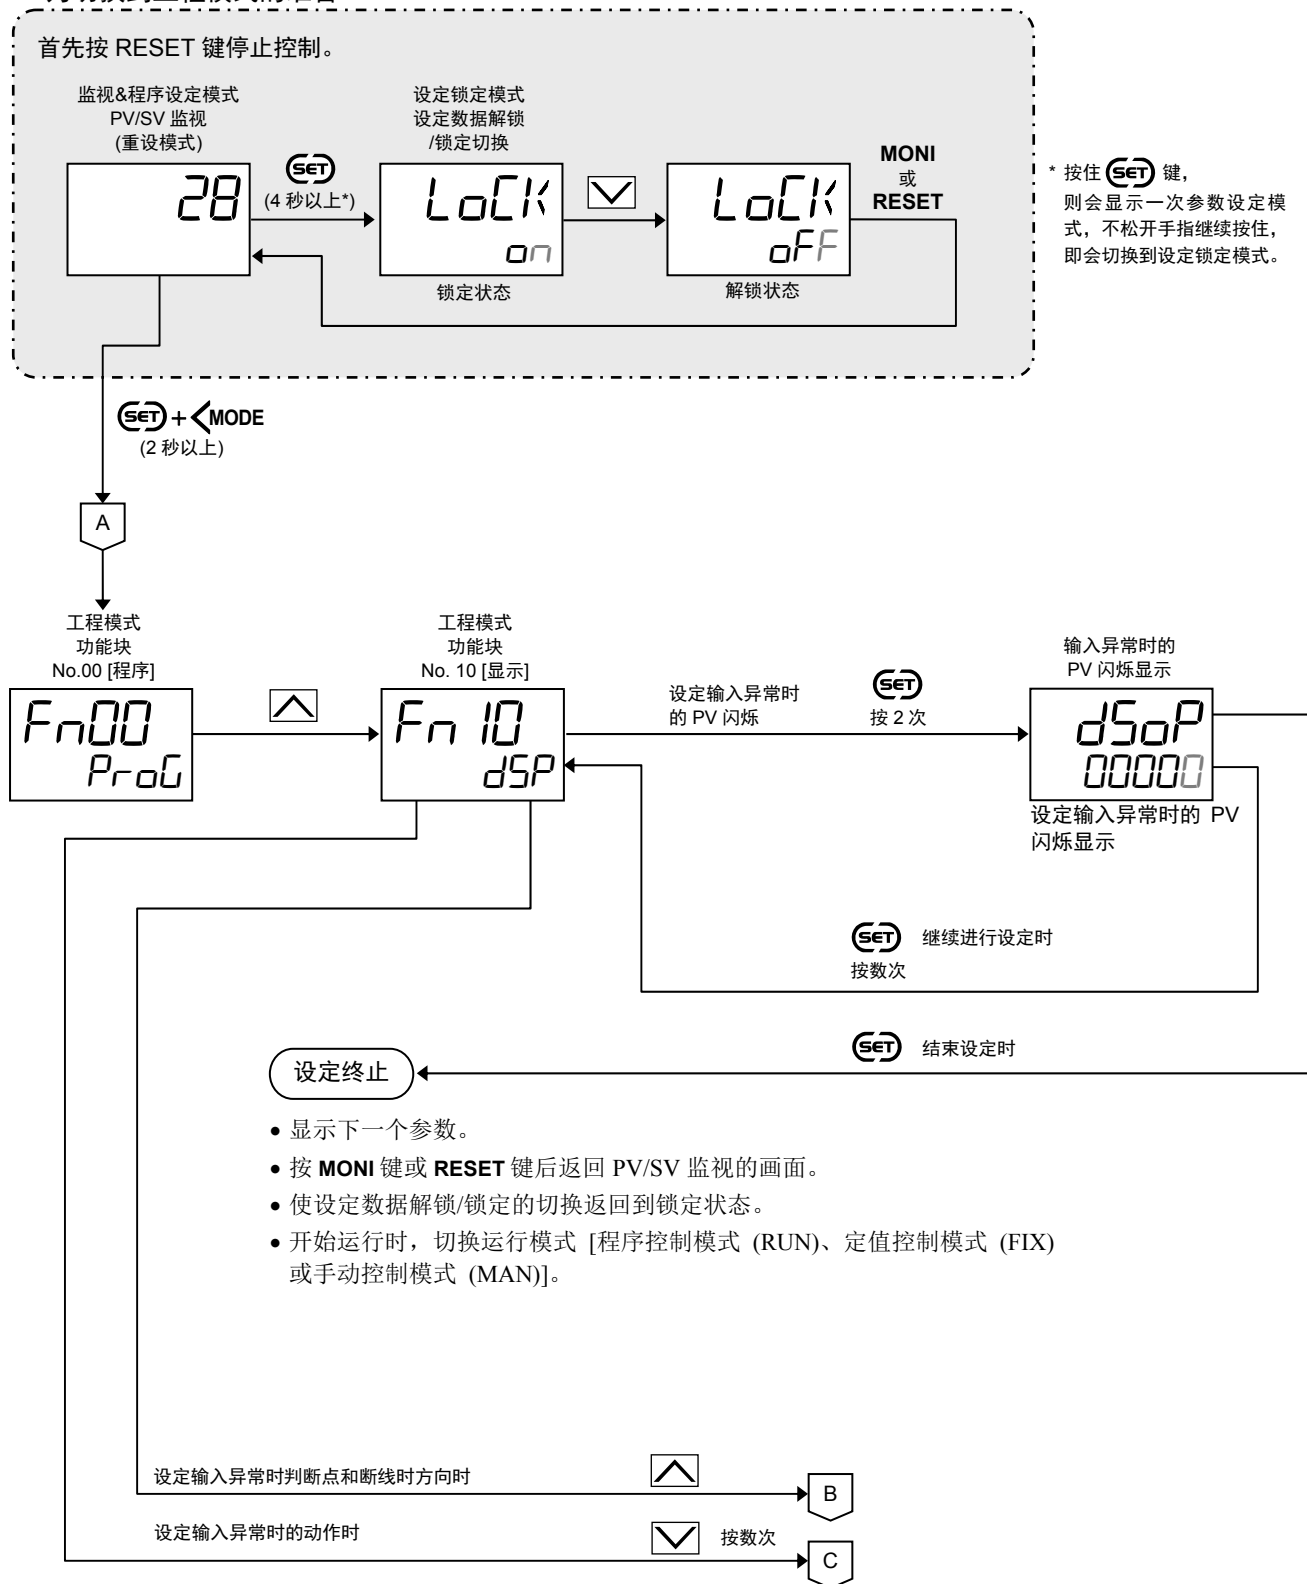 首先按 RESET 键停止控制。
监视&程序设定模式
PV/SV 监视
(重设模式)
28
SET
(4 秒以上*)
设定锁定模式
设定数据解锁
/锁定切换
LoCK
on
锁定状态
LoCK
oFF
解锁状态
MONI
或
RESET
* 按住 SET 键，
则会显示一次参数设定模
式，不松开手指继续按住，
即会切换到设定锁定模式。
SET + <MODE
(2 秒以上)
A
工程模式
功能块
No.00 [程序]
Fn00
ProG
工程模式
功能块
No. 10 [显示]
Fn10
dSP
设定输入异常时
的 PV 闪烁
SET
按 2 次
输入异常时的
PV 闪烁显示
dSoP
00000
设定输入异常时的 PV
闪烁显示
SET 继续进行设定时
按数次
SET 结束设定时
设定终止
• 显示下一个参数。
• 按 MONI 键或 RESET 键后返回 PV/SV 监视的画面。
• 使设定数据解锁/锁定的切换返回到锁定状态。
• 开始运行时，切换运行模式 [程序控制模式 (RUN)、定值控制模式 (FIX)
或手动控制模式 (MAN)]。
设定输入异常时判断点和断线时方向时
B
设定输入异常时的动作时
按数次
C